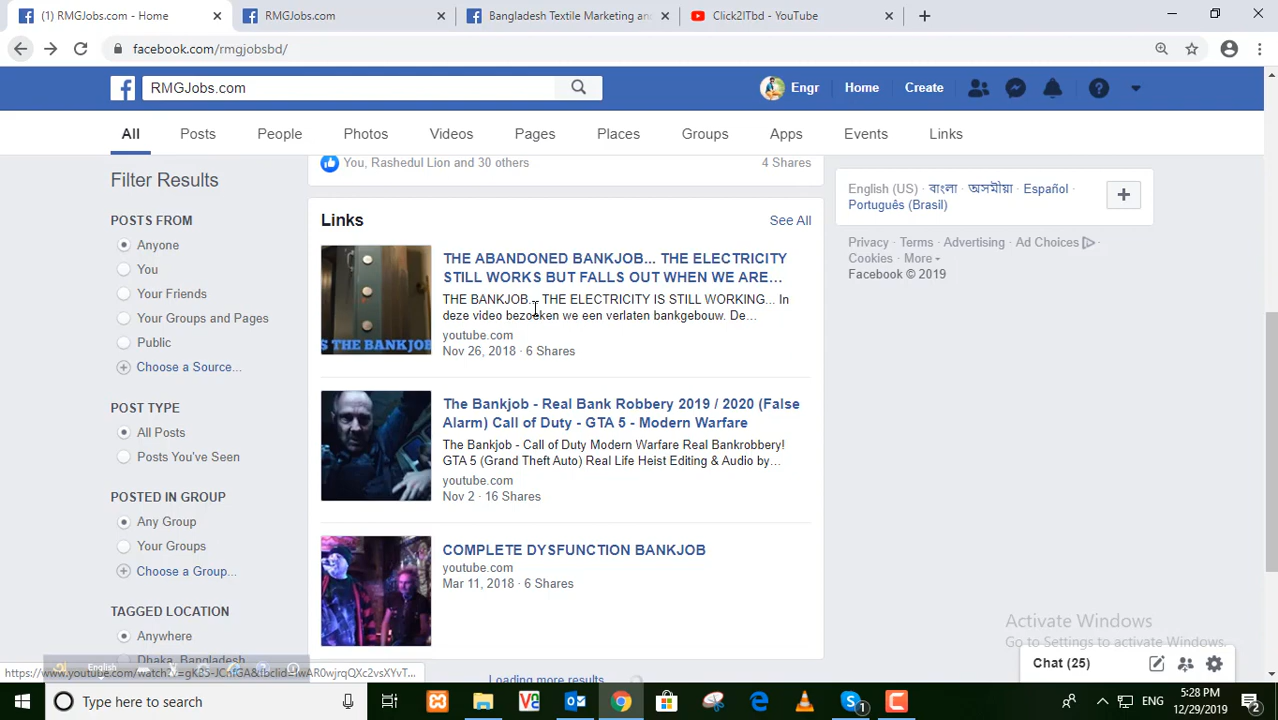 (1) RMGJobs.com - Home
RMGJobs.com
Bangladesh Textile Marketing an
Click2ITbd - YouTube
facebook.com/rmgjobsbd/
RMGJobs.com
Engr
Home
Create
All
Posts
People
Photos
Videos
Pages
Places
Groups
Apps
Events
Links
Filter Results
POSTS FROM
Anyone
You
Your Friends
Your Groups and Pages
Public
Choose a Source...
POST TYPE
All Posts
Posts You've Seen
POSTED IN GROUP
Any Group
Your Groups
Choose a Group...
TAGGED LOCATION
Anywhere
Dhaka, Bangladesh
You, Rashedul Lion and 30 others
4 Shares
Links
See All
THE ABANDONED BANKJOB... THE ELECTRICITY
STILL WORKS BUT FALLS OUT WHEN WE ARE...
THE BANKJOB... THE ELECTRICITY IS STILL WORKING... In
deze video bezoeken we een verlaten bankgebouw. De...
youtube.com
Nov 26, 2018 · 6 Shares
S THE BANKJOB
The Bankjob - Real Bank Robbery 2019 / 2020 (False
Alarm) Call of Duty - GTA 5 - Modern Warfare
The Bankjob - Call of Duty Modern Warfare Real Bankrobbery!
GTA 5 (Grand Theft Auto) Real Life Heist Editing & Audio by...
youtube.com
Nov 2 · 16 Shares
COMPLETE DYSFUNCTION BANKJOB
youtube.com
Mar 11, 2018 · 6 Shares
Loading more results
English (US) · বাংলা · অসমীয়া · Español ·
Português (Brasil)
Privacy · Terms · Advertising · Ad Choices ·
Cookies · More
Facebook © 2019
Activate Windows
Go to Settings to activate Windows.
Chat (25)
English
Type here to search
1
ENG
5:28 PM
12/29/2019
2